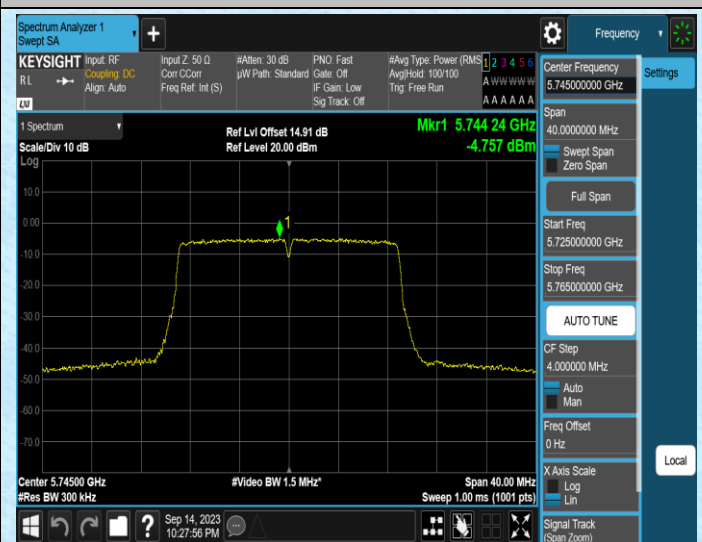 Spectrum Analyzer 1
Swept SA
+
Frequency
KEYSIGHT
RL
LXI
Input: RF
Coupling: DC
Align: Auto
Input Z: 50 Ω
Corr CCorr
Freq Ref: Int (S)
#Atten: 30 dB
µW Path: Standard
PNO: Fast
Gate: Off
IF Gain: Low
Sig Track: Off
#Avg Type: Power (RMS
Avg|Hold: 100/100
Trig: Free Run
1 2 3 4 5 6
A W W W W W
A A A A A A
1 Spectrum
Scale/Div 10 dB
Log
Ref Lvl Offset 14.91 dB
Ref Level 20.00 dBm
Mkr1 5.744 24 GHz
-4.757 dBm
10.0
0.00
-10.0
-20.0
-30.0
-40.0
-50.0
-60.0
-70.0
1
Center 5.74500 GHz
#Res BW 300 kHz
#Video BW 1.5 MHz*
Span 40.00 MHz
Sweep 1.00 ms (1001 pts)
Center Frequency
5.745000000 GHz
Span
40.0000000 MHz
Swept Span
Zero Span
Full Span
Start Freq
5.725000000 GHz
Stop Freq
5.765000000 GHz
AUTO TUNE
CF Step
4.000000 MHz
Auto
Man
Freq Offset
0 Hz
X Axis Scale
Log
Lin
Signal Track
(Span Zoom)
Settings
Local
?
Sep 14, 2023
10:27:56 PM